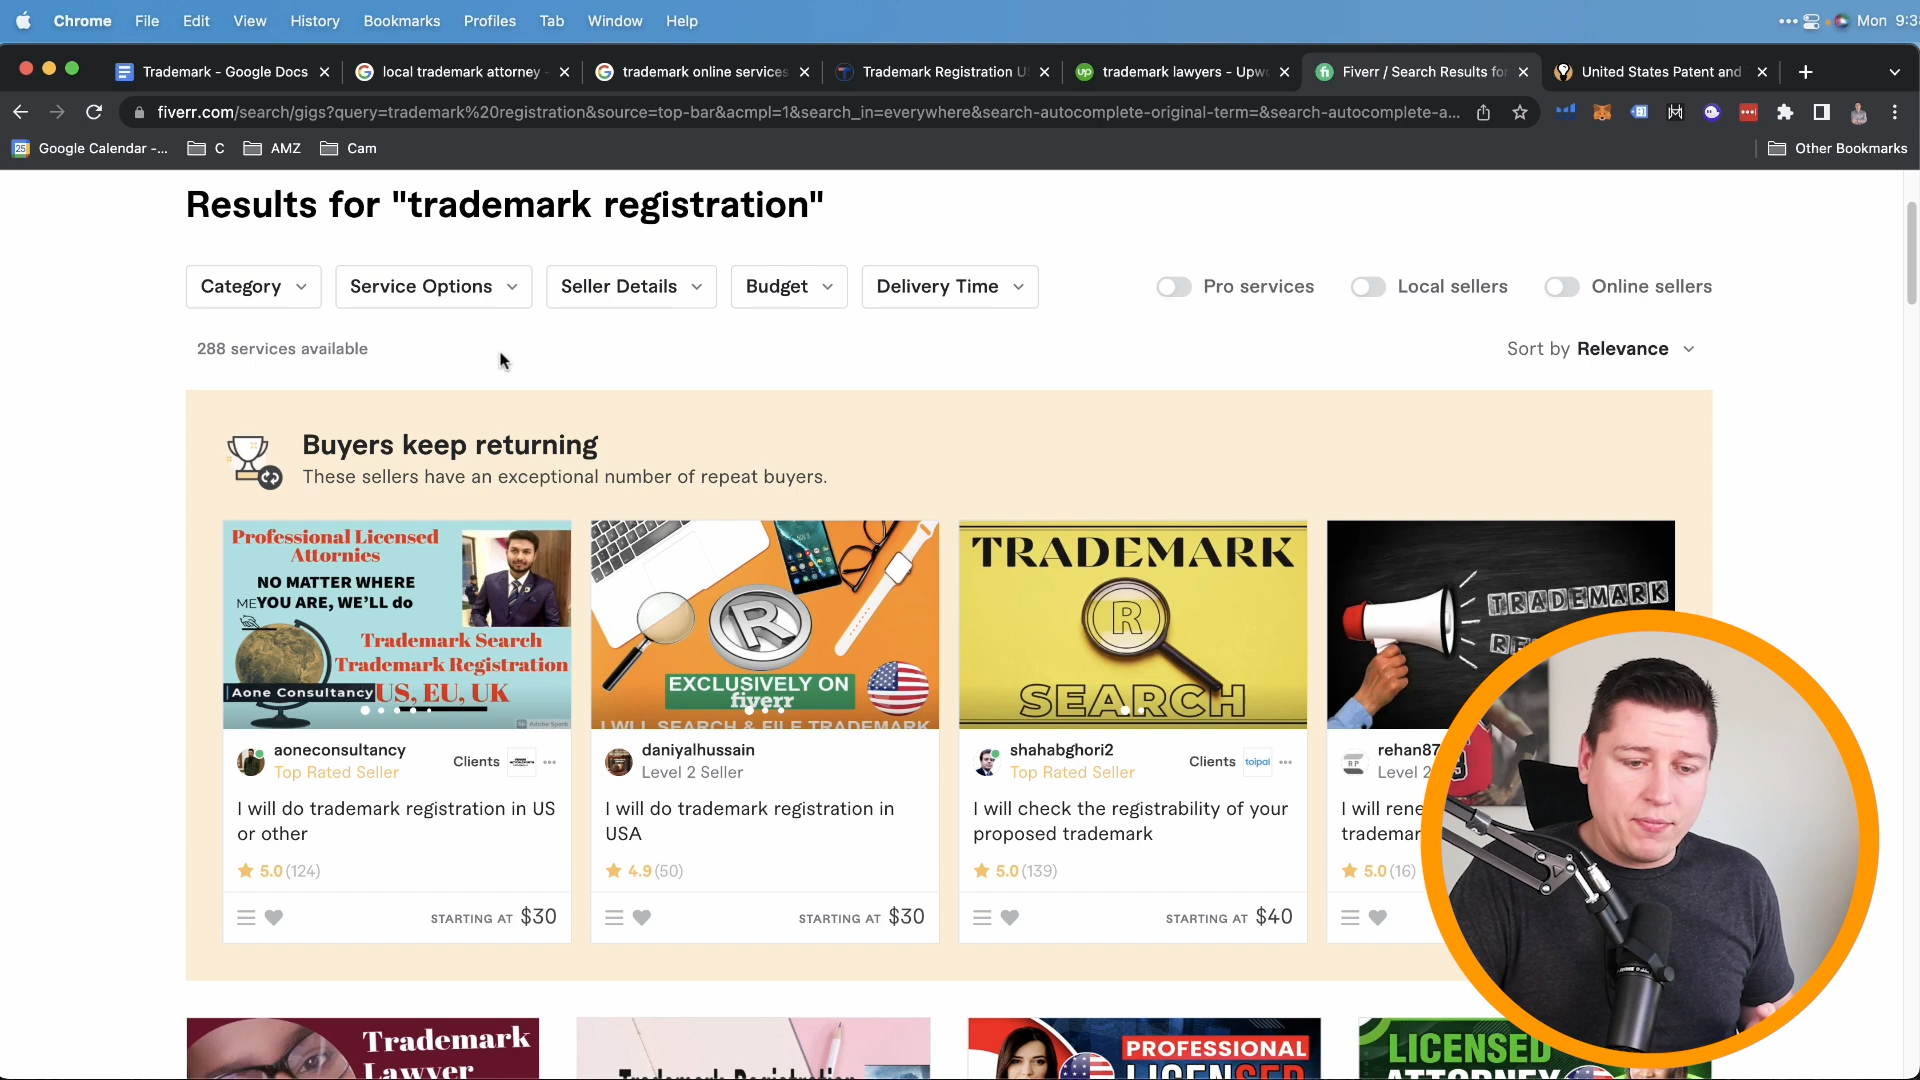 Chrome File Edit View History Bookmarks Profiles Tab Window Help
Mon 9:3
Trademark - Google Docs
local trademark attorney -
trademark online services
Trademark Registration U
trademark lawyers - Upw
Fiverr / Search Results fo
United States Patent and
fiverr.com/search/gigs?query=trademark%20registration&source=top-bar&acmpl=1&search_in=everywhere&search-autocomplete-original-term=&search-autocomplete-a...
Google Calendar -...
C
AMZ
Cam
Other Bookmarks
Results for "trademark registration"
Category
Service Options
Seller Details
Budget
Delivery Time
Pro services
Local sellers
Online sellers
288 services available
Sort by Relevance
Buyers keep returning
These sellers have an exceptional number of repeat buyers.
Professional Licensed
Attornies
NO MATTER WHERE
YOU ARE, WE'LL do
Trademark Search
Trademark Registration
US, EU, UK
Aone Consultancy
Adobe Spark
aoneconsultancy
Top Rated Seller
Clients
I will do trademark registration in US
or other
5.0 (124)
STARTING AT $30
R
EXCLUSIVELY ON
fiverr
I WILL SEARCH & FILE TRADEMARK
daniyalhussain
Level 2 Seller
I will do trademark registration in
USA
4.9 (50)
STARTING AT $30
TRADEMARK
R
SEARCH
shahabghori2
Top Rated Seller
Clients
toipal
I will check the registrability of your
proposed trademark
5.0 (139)
STARTING AT $40
TRADEMARK
RP
rehan87
Level 2
I will rene
trademar
5.0 (16)
Trademark
Lawyer
Trademark Registration
PROFESSIONAL
LICENSED
LICENSED
ATTORNEY